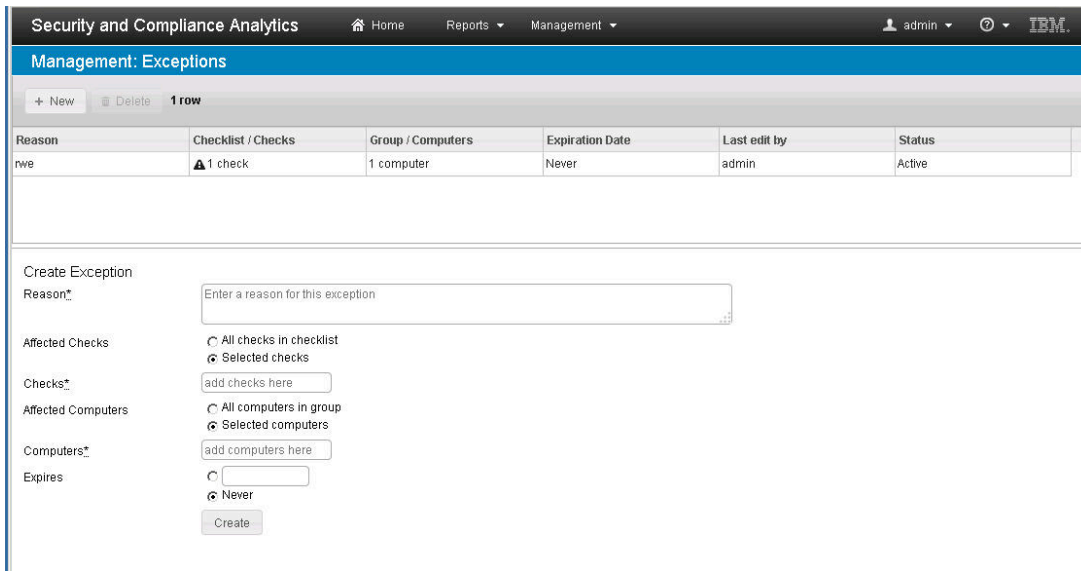 Security and Compliance Analytics Home Reports Management admin IBM.
Management: Exceptions
+ New Delete 1 row
Reason Checklist / Checks Group / Computers Expiration Date Last edit by Status
rwe 1 check 1 computer Never admin Active
Create Exception
Reason* Enter a reason for this exception
Affected Checks All checks in checklist
Selected checks
Checks* add checks here
Affected Computers All computers in group
Selected computers
Computers* add computers here
Expires
Never
Create